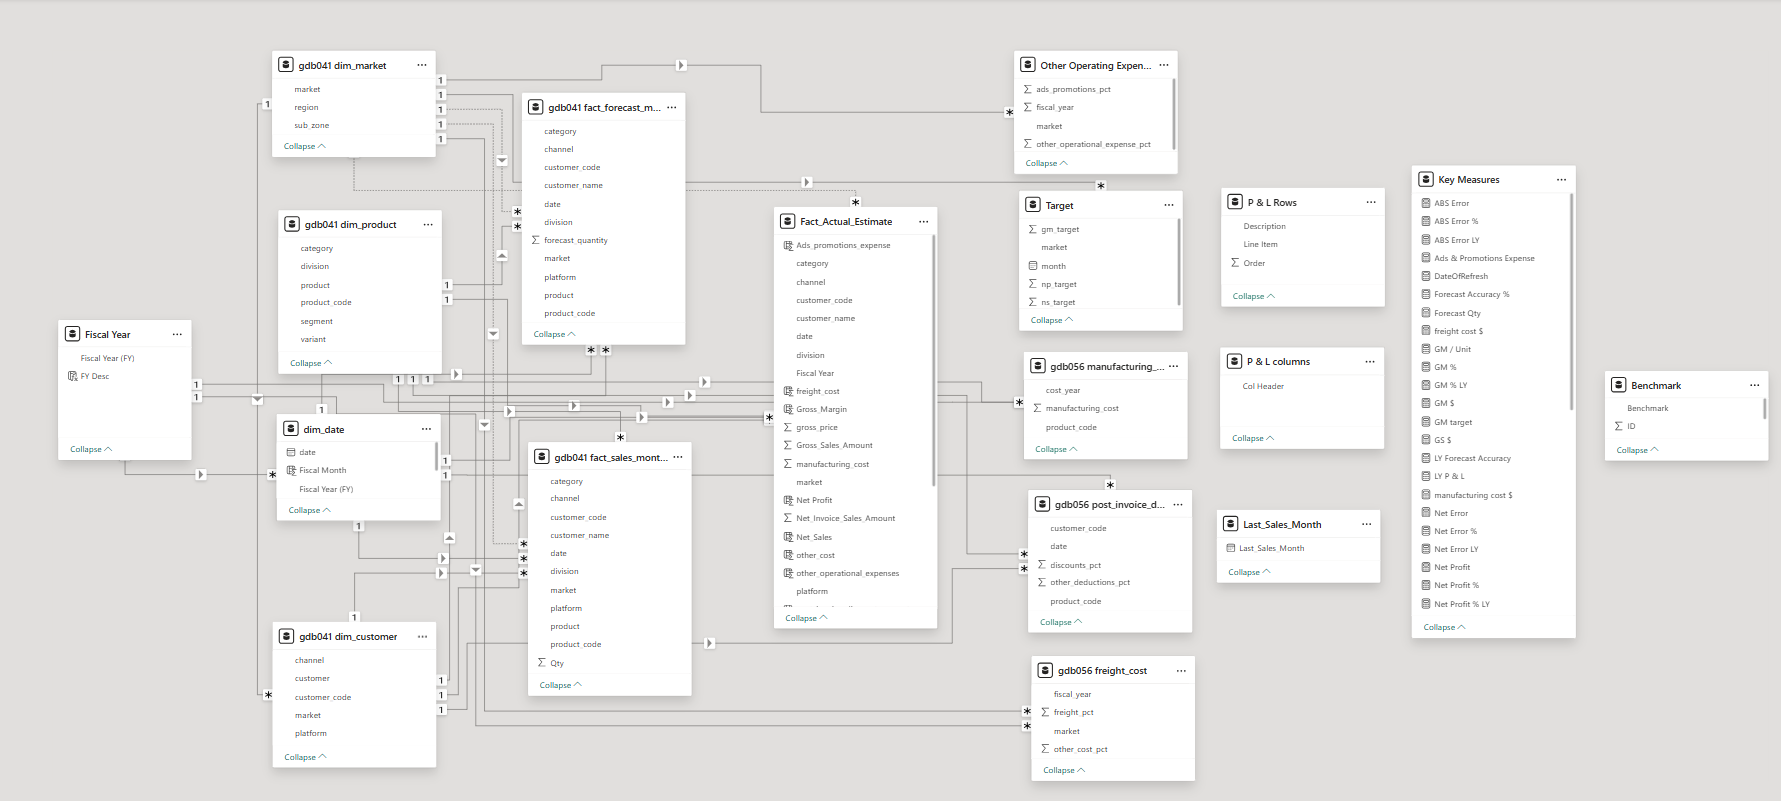 gdb041 dim_market
market
region
sub_zone
Collapse
gdb041 dim_product
category
division
product
product_code
segment
variant
Collapse
Fiscal Year
Fiscal Year (FY)
FY Desc
Collapse
dim_date
date
Fiscal Month
Fiscal Year (FY)
Collapse
gdb041 dim_customer
channel
customer
customer_code
market
platform
Collapse
gdb041 fact_forecast_m...
category
channel
customer_code
customer_name
date
division
forecast_quantity
market
platform
product
product_code
Collapse
gdb041 fact_sales_mont...
category
channel
customer_code
customer_name
date
division
market
platform
product
product_code
Qty
Collapse
Fact_Actual_Estimate
Ads_promotions_expense
category
channel
customer_code
customer_name
date
division
Fiscal Year
freight_cost
Gross_Margin
gross_price
Gross_Sales_Amount
manufacturing_cost
market
Net Profit
Net_Invoice_Sales_Amount
Net_Sales
other_cost
other_operational_expenses
platform
Collapse
Other Operating Expen...
ads_promotions_pct
fiscal_year
market
other_operational_expense_pct
Collapse
Target
gm_target
market
month
np_target
ns_target
Collapse
gdb056 manufacturing_...
cost_year
manufacturing_cost
product_code
Collapse
gdb056 post_invoice_d...
customer_code
date
discounts_pct
other_deductions_pct
product_code
Collapse
gdb056 freight_cost
fiscal_year
freight_pct
market
other_cost_pct
Collapse
P & L Rows
Description
Line Item
Order
Collapse
P & L columns
Col Header
Collapse
Last_Sales_Month
Last_Sales_Month
Collapse
Key Measures
ABS Error
ABS Error %
ABS Error LY
Ads & Promotions Expense
DateOfRefresh
Forecast Accuracy %
Forecast Qty
freight cost $
GM / Unit
GM %
GM % LY
GM $
GM target
GS $
LY Forecast Accuracy
LY P & L
manufacturing cost $
Net Error
Net Error %
Net Error LY
Net Profit
Net Profit %
Net Profit % LY
Collapse
Benchmark
Benchmark
ID
Collapse